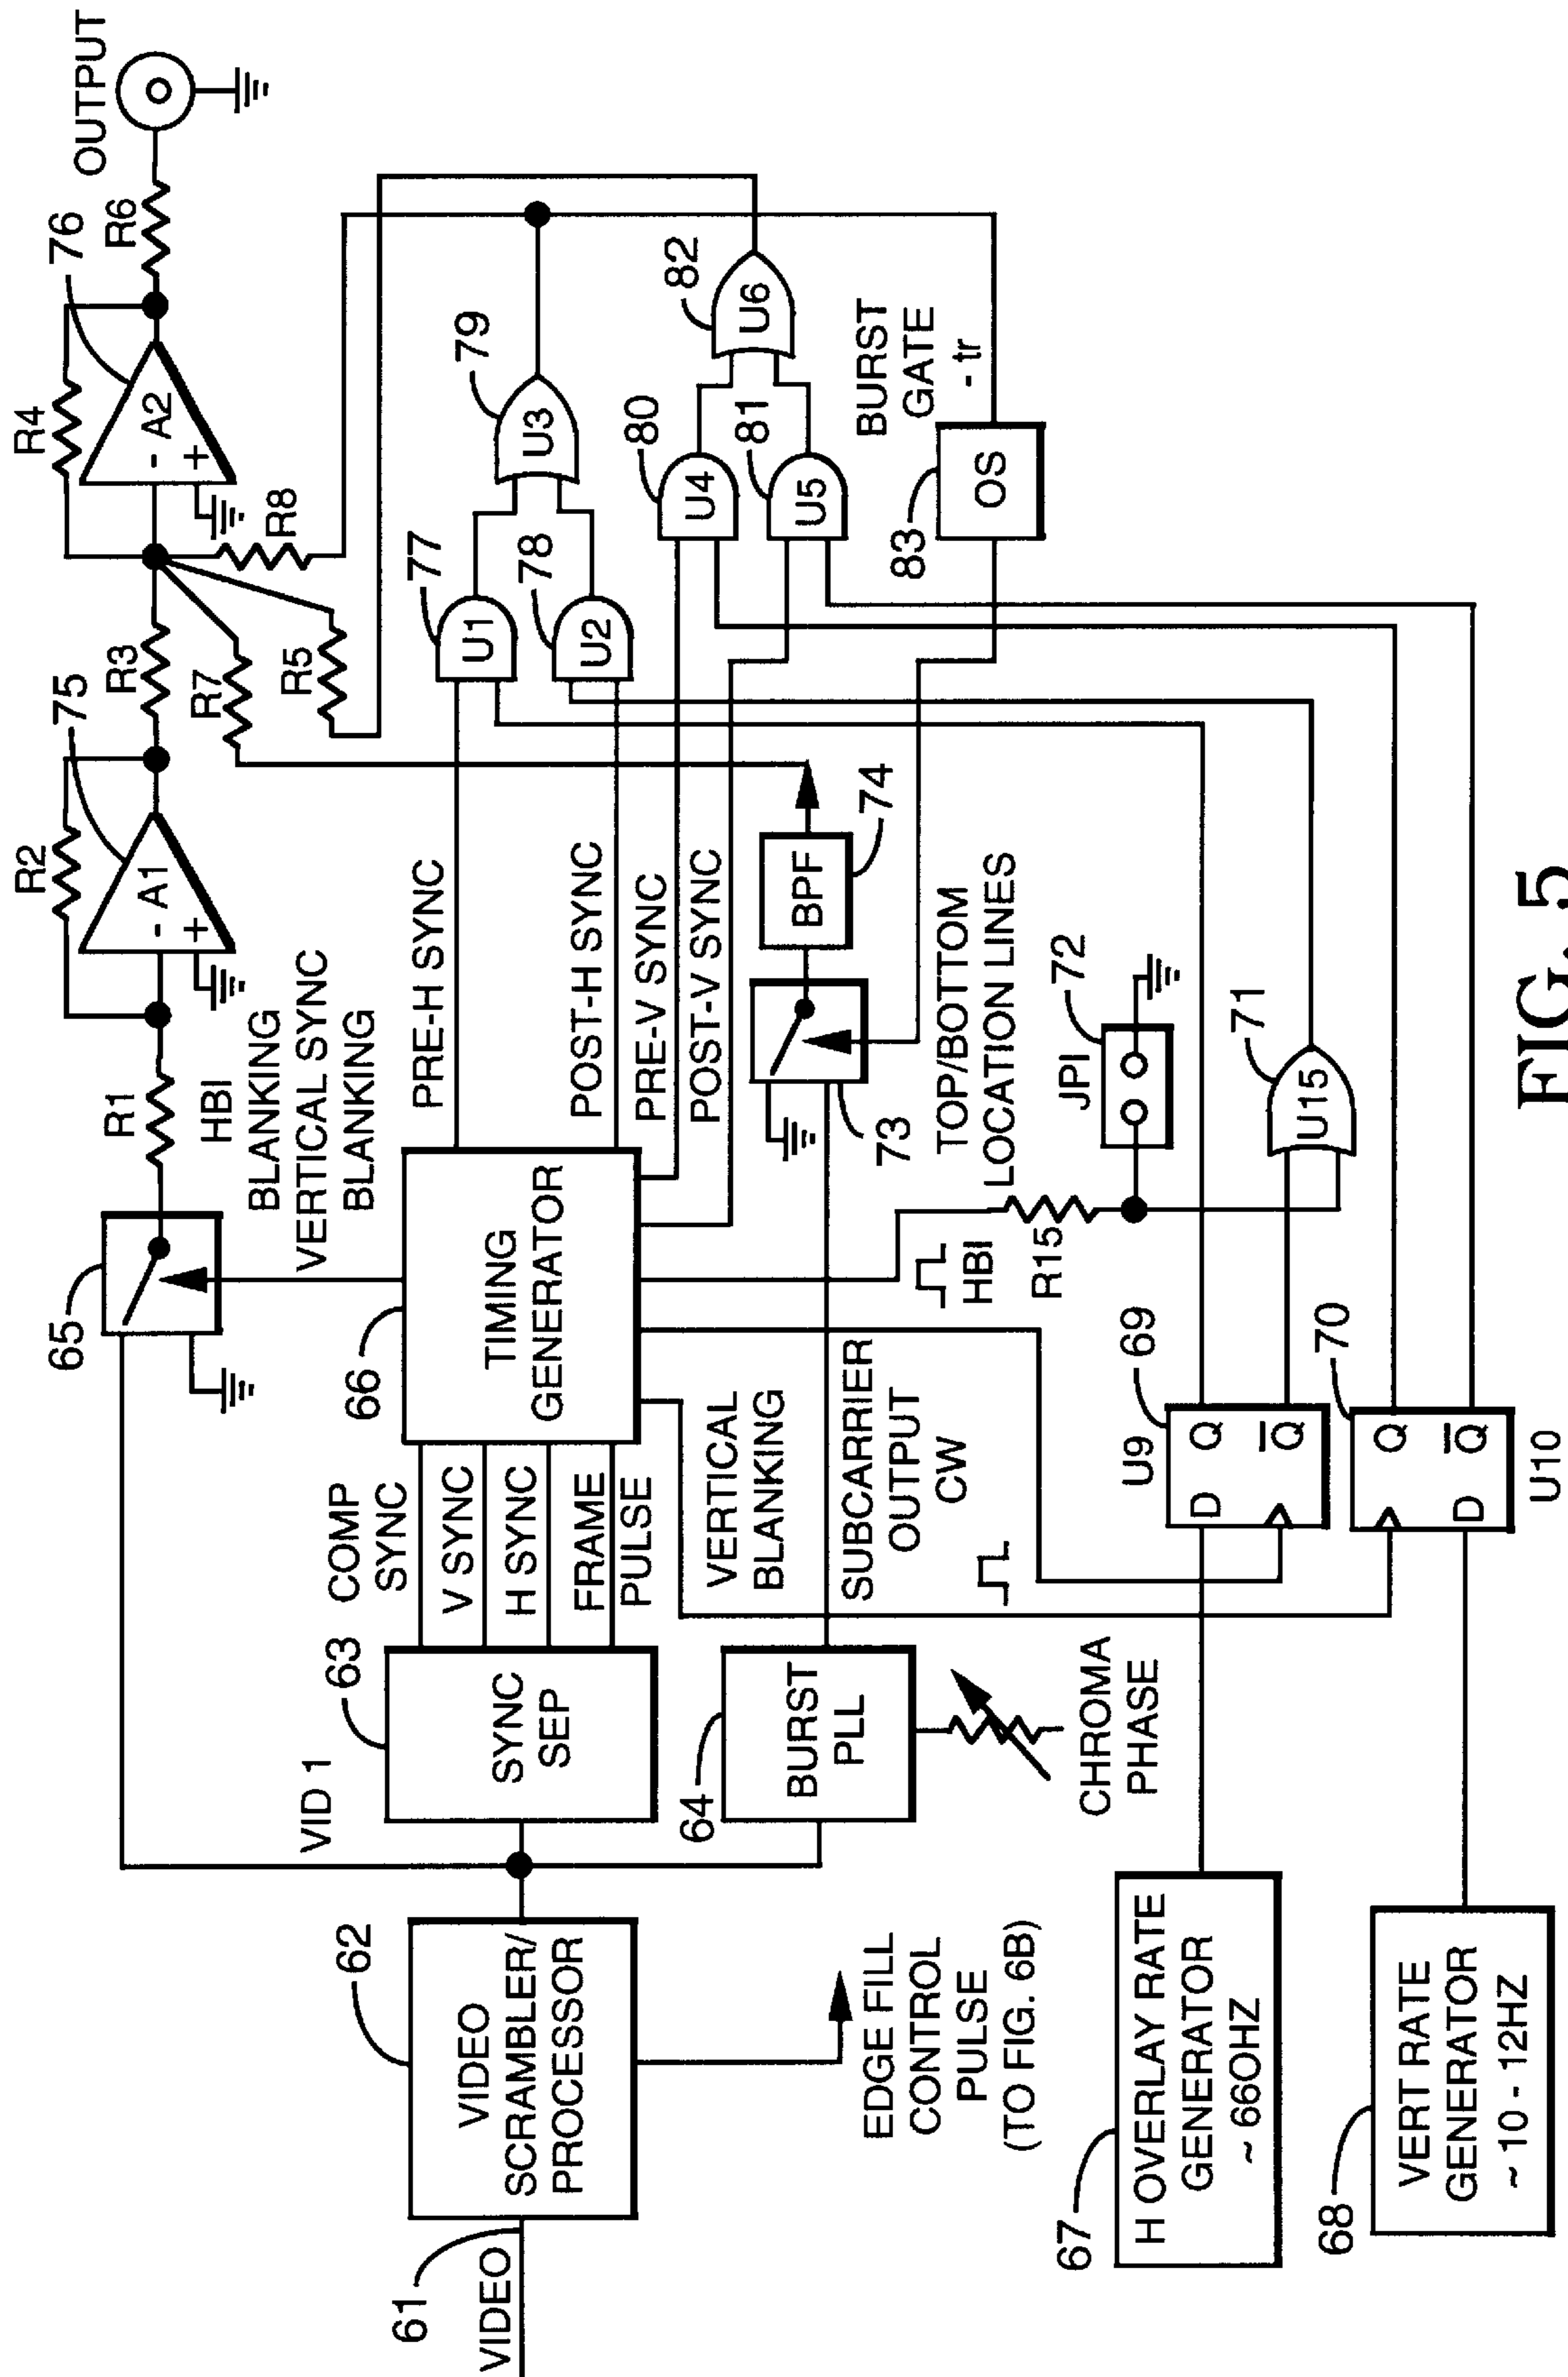 VIDEO
61
VIDEO
SCRAMBLER/
PROCESSOR
62
EDGE FILL
CONTROL
PULSE
(TO FIG. 6B)
VID 1
SYNC
SEP
63
BURST
PLL
64
CHROMA
PHASE
COMP
SYNC
V SYNC
H SYNC
FRAME
PULSE
VERTICAL
BLANKING
SUBCARRIER
OUTPUT
CW
65
TIMING
GENERATOR
66
H OVERLAY RATE
GENERATOR
~ 660HZ
67
VERT RATE
GENERATOR
~ 10 - 12HZ
68
U9
D
Q
Q
69
U10
D
Q
Q
70
HBI
R15
TOP/BOTTOM
LOCATION LINES
JPI
72
U15
71
73
BPF
74
HBI
BLANKING
VERTICAL SYNC
BLANKING
PRE-H SYNC
POST-H SYNC
PRE-V SYNC
POST-V SYNC
R1
R2
A1
-
+
75
R3
R7
R5
R8
R4
A2
-
+
76
R6
OUTPUT
U1
77
U2
78
U3
79
U4
80
U5
81
U6
82
OS
83
BURST
GATE
- tr
FIG. 5